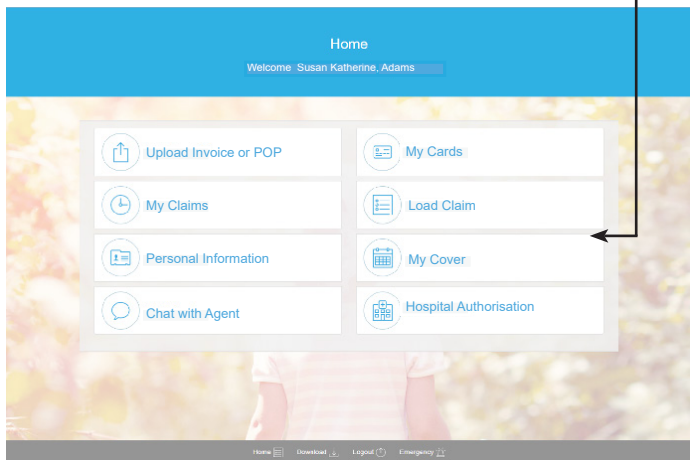 Home
Welcome Susan Katherine, Adams
Upload Invoice or POP
My Cards
My Claims
Load Claim
Personal Information
My Cover
Chat with Agent
Hospital Authorisation
Home Download Logout Emergency